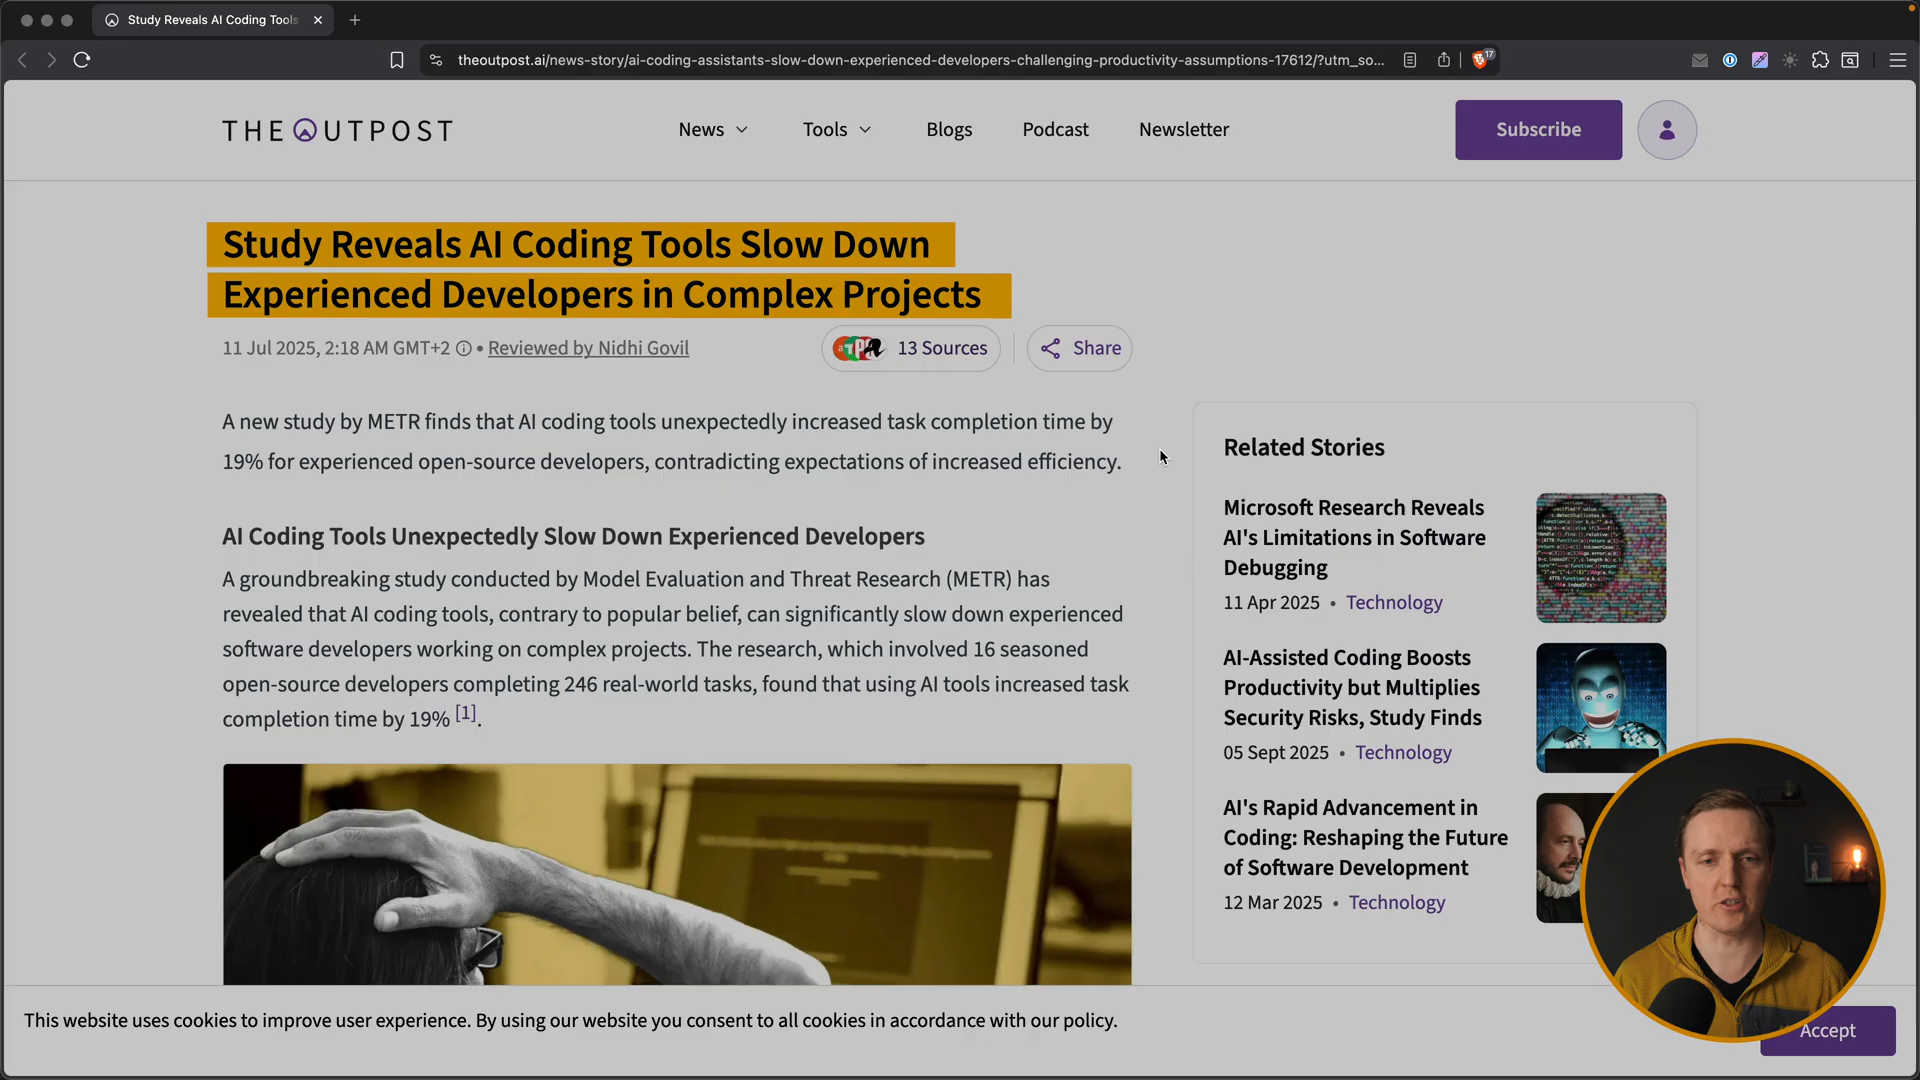 Study Reveals AI Coding Tools
theoutpost.ai/news-story/ai-coding-assistants-slow-down-experienced-developers-challenging-productivity-assumptions-17612/?utm_so...
17
THE OUTPOST
News
Tools
Blogs
Podcast
Newsletter
Subscribe
Study Reveals AI Coding Tools Slow Down
Experienced Developers in Complex Projects
11 Jul 2025, 2:18 AM GMT+2 • Reviewed by Nidhi Govil
13 Sources
Share
A new study by METR finds that AI coding tools unexpectedly increased task completion time by
19% for experienced open-source developers, contradicting expectations of increased efficiency.
AI Coding Tools Unexpectedly Slow Down Experienced Developers
A groundbreaking study conducted by Model Evaluation and Threat Research (METR) has
revealed that AI coding tools, contrary to popular belief, can significantly slow down experienced
software developers working on complex projects. The research, which involved 16 seasoned
open-source developers completing 246 real-world tasks, found that using AI tools increased task
completion time by 19% [1].
Related Stories
Microsoft Research Reveals
AI's Limitations in Software
Debugging
11 Apr 2025 • Technology
AI-Assisted Coding Boosts
Productivity but Multiplies
Security Risks, Study Finds
05 Sept 2025 • Technology
AI's Rapid Advancement in
Coding: Reshaping the Future
of Software Development
12 Mar 2025 • Technology
This website uses cookies to improve user experience. By using our website you consent to all cookies in accordance with our policy.
Accept